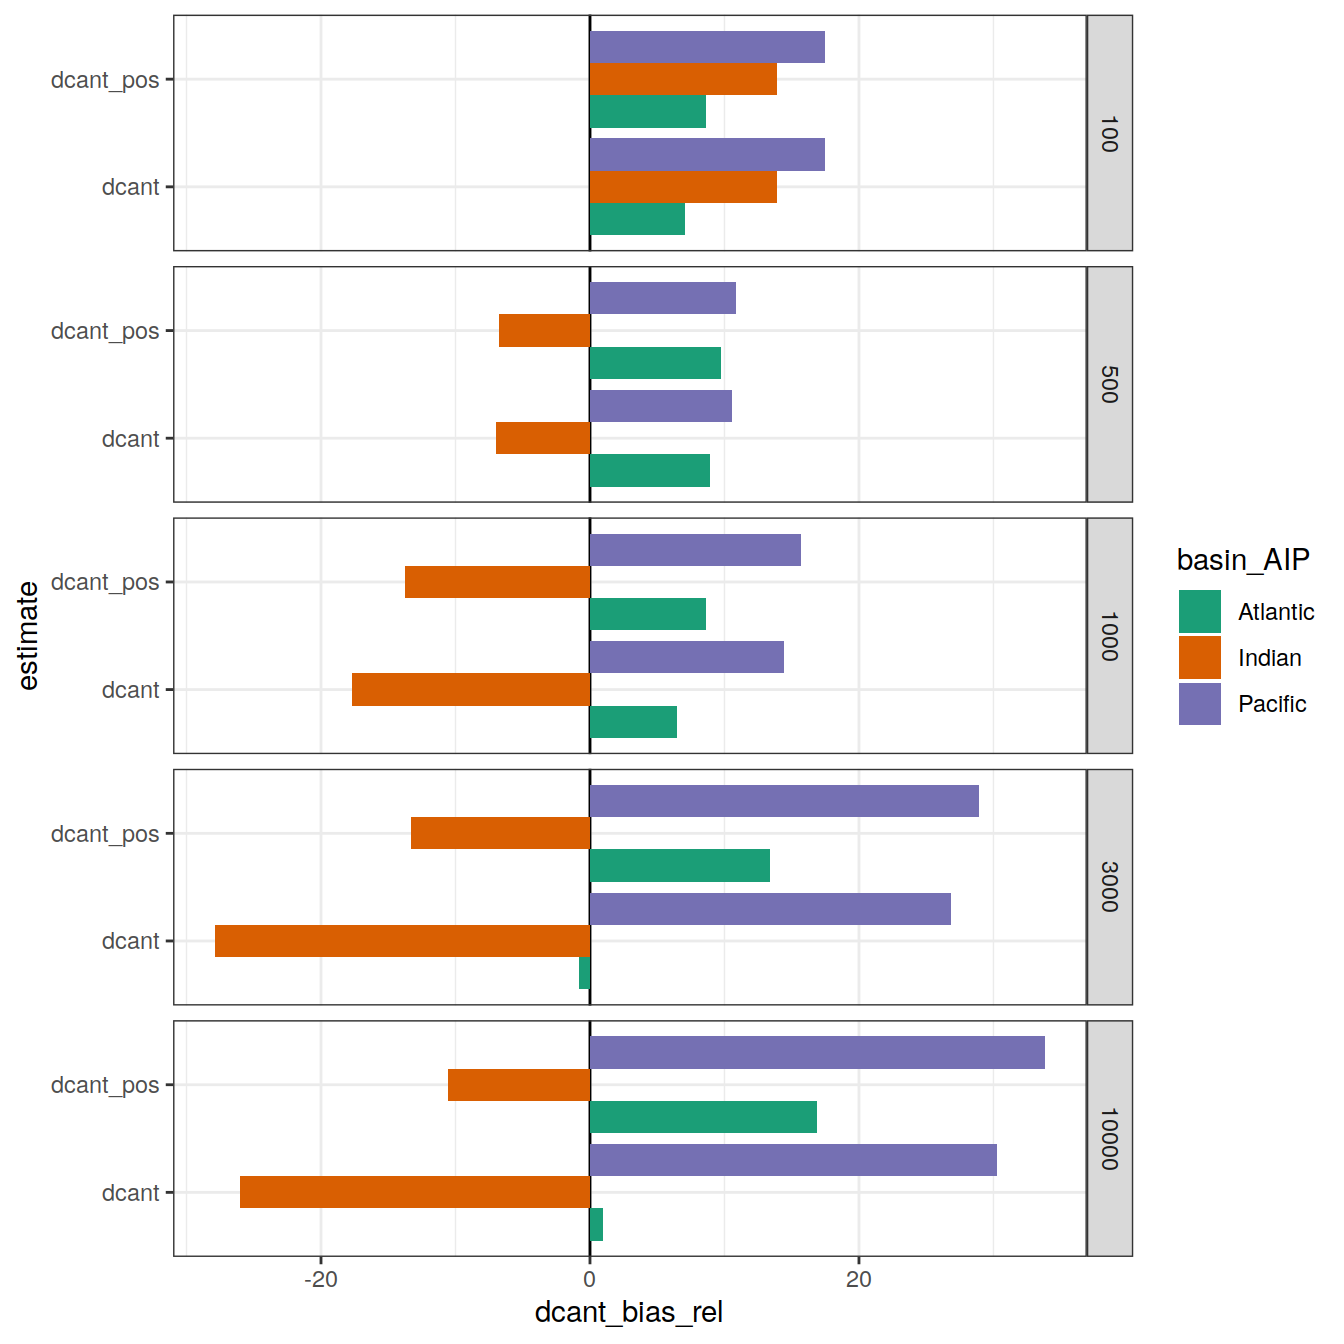 dcant_pos
dcant
100
dcant_pos
dcant
500
dcant_pos
dcant
1000
dcant_pos
dcant
3000
dcant_pos
dcant
10000
-20
0
20
dcant_bias_rel
estimate
basin_AIP
Atlantic
Indian
Pacific